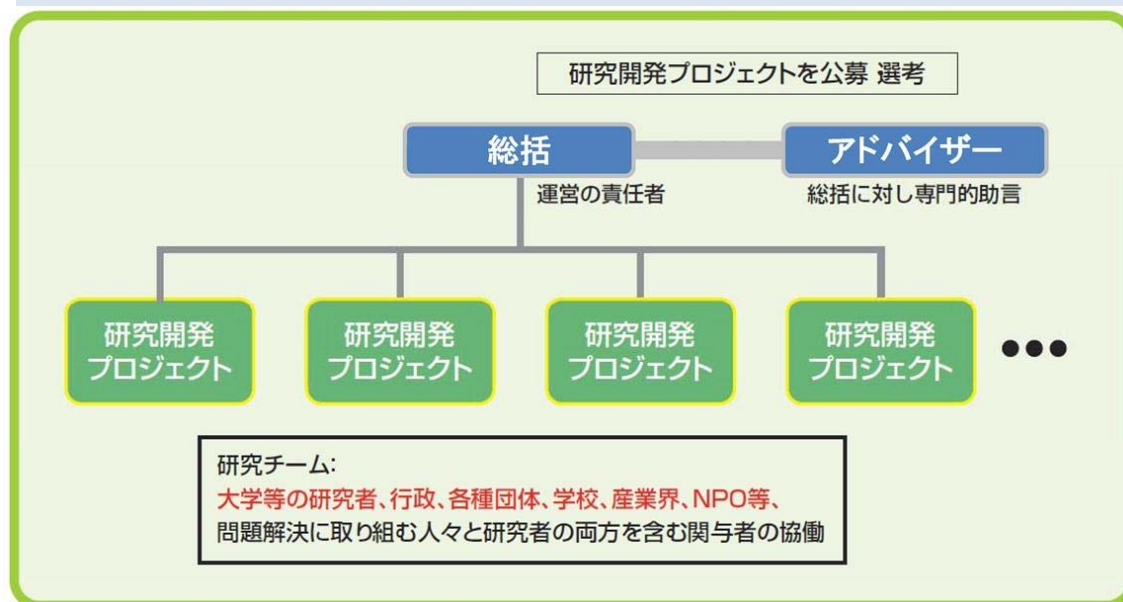 研究開発プロジェクトを公募 選考
総括
アドバイザー
運営の責任者
総括に対し専門的助言
研究開発
プロジェクト
研究開発
プロジェクト
研究開発
プロジェクト
研究開発
プロジェクト
●●●
研究チーム:
大学等の研究者、行政、各種団体、学校、産業界、NPO等、
問題解決に取り組む人々と研究者の両方を含む関与者の協働